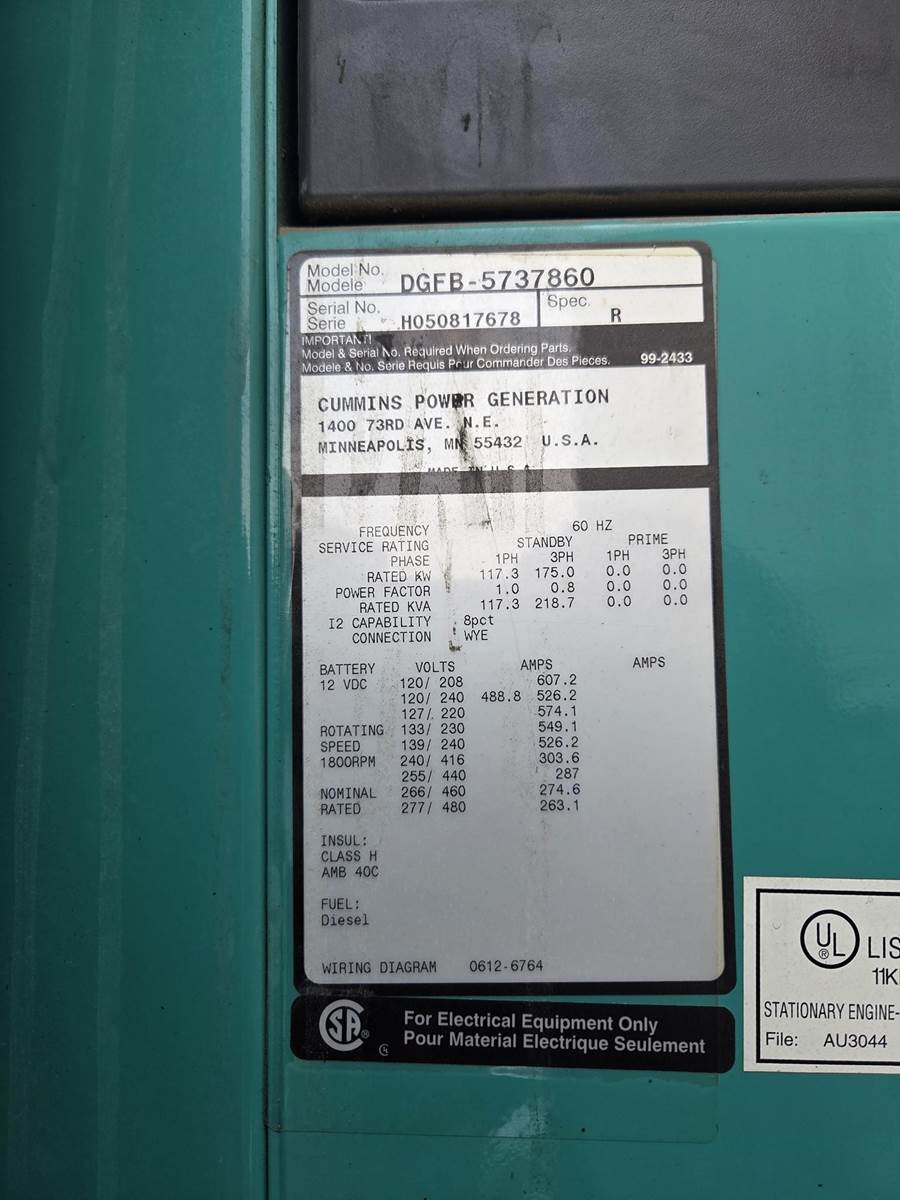 Model No. DGFB-5737860
Modele
Serial No. H050817678 Spec. R
Serie
IMPORTANT!
Model & Serial No. Required When Ordering Parts.
Modele & No. Serie Requis Pour Commander Des Pieces. 99-2433
CUMMINS POWER GENERATION
1400 73RD AVE. N.E.
MINNEAPOLIS, MN 55432 U.S.A.
MADE IN U.S.A.
FREQUENCY 60 HZ
SERVICE RATING STANDBY PRIME
PHASE 1PH 3PH 1PH 3PH
RATED KW 117.3 175.0 0.0 0.0
POWER FACTOR 1.0 0.8 0.0 0.0
RATED KVA 117.3 218.7 0.0 0.0
I2 CAPABILITY 8pct
CONNECTION WYE
BATTERY VOLTS AMPS AMPS
12 VDC 120/ 208 607.2
120/ 240 488.8 526.2
127/ 220 574.1
ROTATING 133/ 230 549.1
SPEED 139/ 240 526.2
1800RPM 240/ 416 303.6
255/ 440 287
NOMINAL 266/ 460 274.6
RATED 277/ 480 263.1
INSUL:
CLASS H
AMB 40C
FUEL:
Diesel
WIRING DIAGRAM 0612-6764
SA ® For Electrical Equipment Only
Pour Material Electrique Seulement
UL ® LIS
11K
STATIONARY ENGINE-
File: AU3044